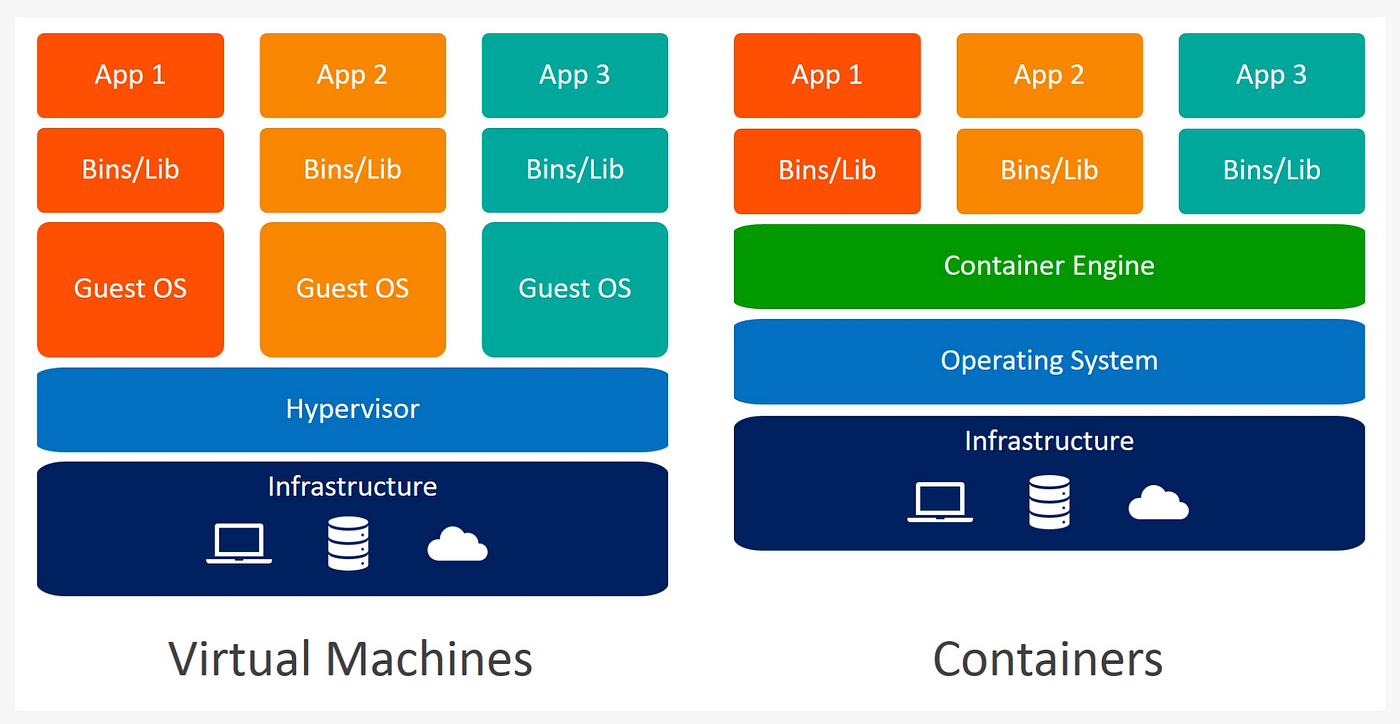 App 1
App 2
App 3
Bins/Lib
Bins/Lib
Bins/Lib
Guest OS
Guest OS
Guest OS
Hypervisor
Infrastructure
Virtual Machines
App 1
App 2
App 3
Bins/Lib
Bins/Lib
Bins/Lib
Container Engine
Operating System
Infrastructure
Containers